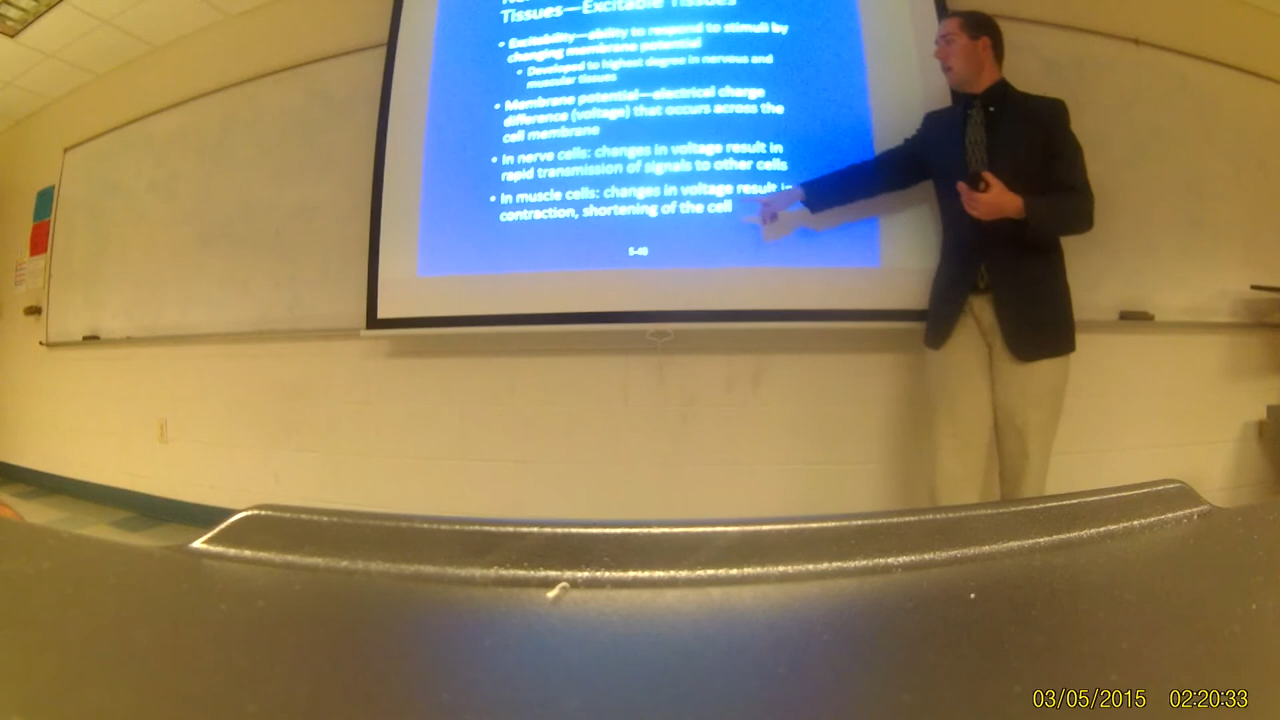 Tissues—Excitable Tissues
• Excitability—ability to respond to stimuli by
changing membrane potential
• Developed to highest degree in nervous and
muscular tissues
• Membrane potential—electrical charge
difference (voltage) that occurs across the
cell membrane
• In nerve cells: changes in voltage result in
rapid transmission of signals to other cells
• In muscle cells: changes in voltage result in
contraction, shortening of the cell
03/05/2015 02:20:33